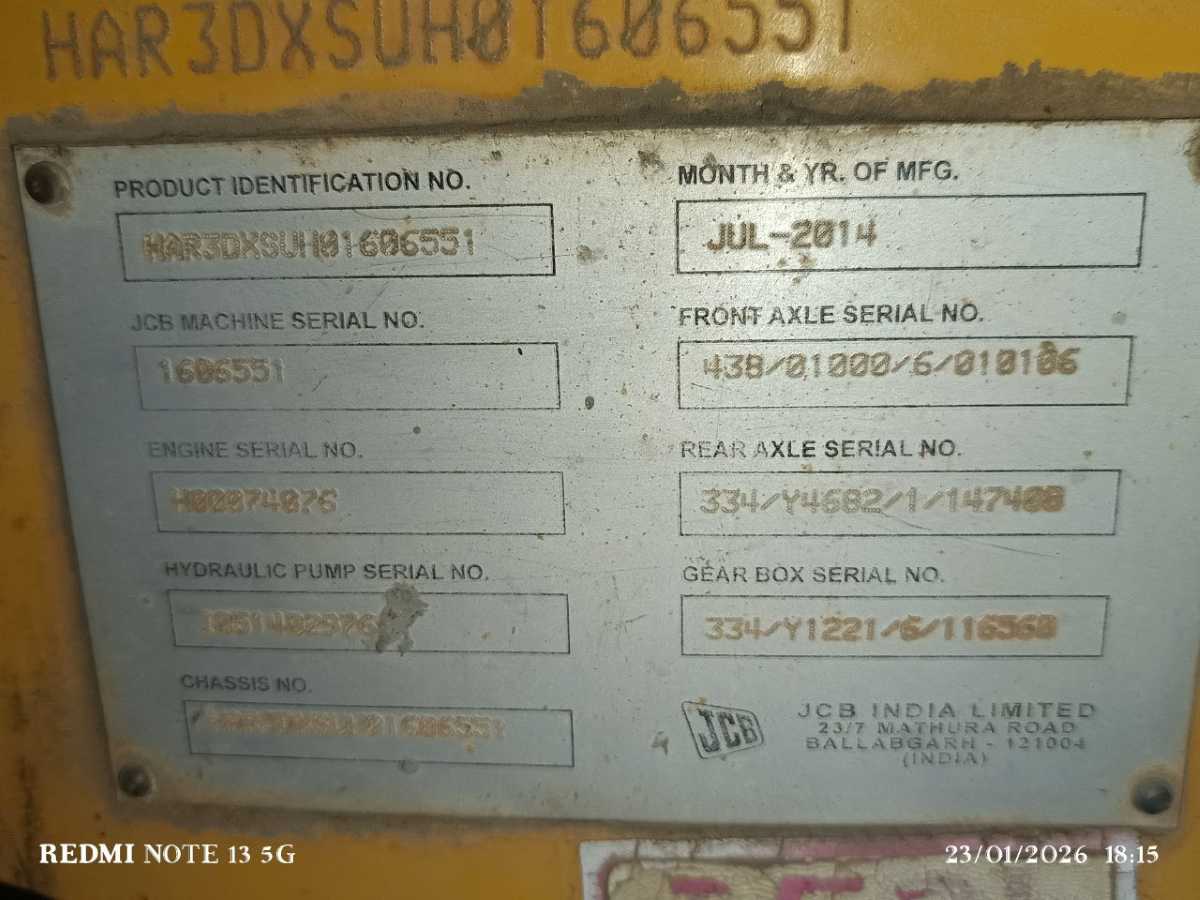 HAR3DXSUH01606551
PRODUCT IDENTIFICATION NO.
HAR3DXSUH01606551
JCB MACHINE SERIAL NO.
1606551
ENGINE SERIAL NO.
H00074076
HYDRAULIC PUMP SERIAL NO.
CHASSIS NO.
HAR3DXSUH01606551
MONTH & YR. OF MFG.
JUL-2014
FRONT AXLE SERIAL NO.
438/01000/6/010106
REAR AXLE SERIAL NO.
334/Y4682/1/147400
GEAR BOX SERIAL NO.
334/Y1221/6/116560
JCB
JCB INDIA LIMITED
23/7 MATHURA ROAD
BALLABGARH - 121004
(INDIA)
REDMI NOTE 13 5G
23/01/2026 18:15